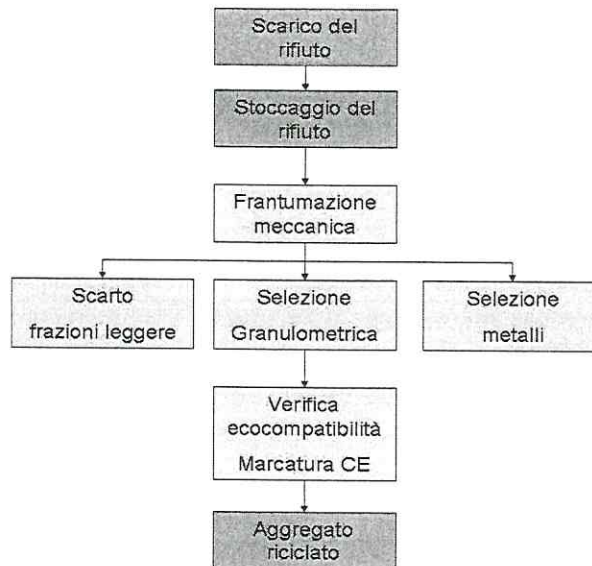 Scarico del
rifiuto
Stoccaggio del
rifiuto
Frantumazione
meccanica
Scarto
frazioni leggere
Selezione
Granulometrica
Selezione
metalli
Verifica
ecocompatibilità
Marcatura CE
Aggregato
riciclato